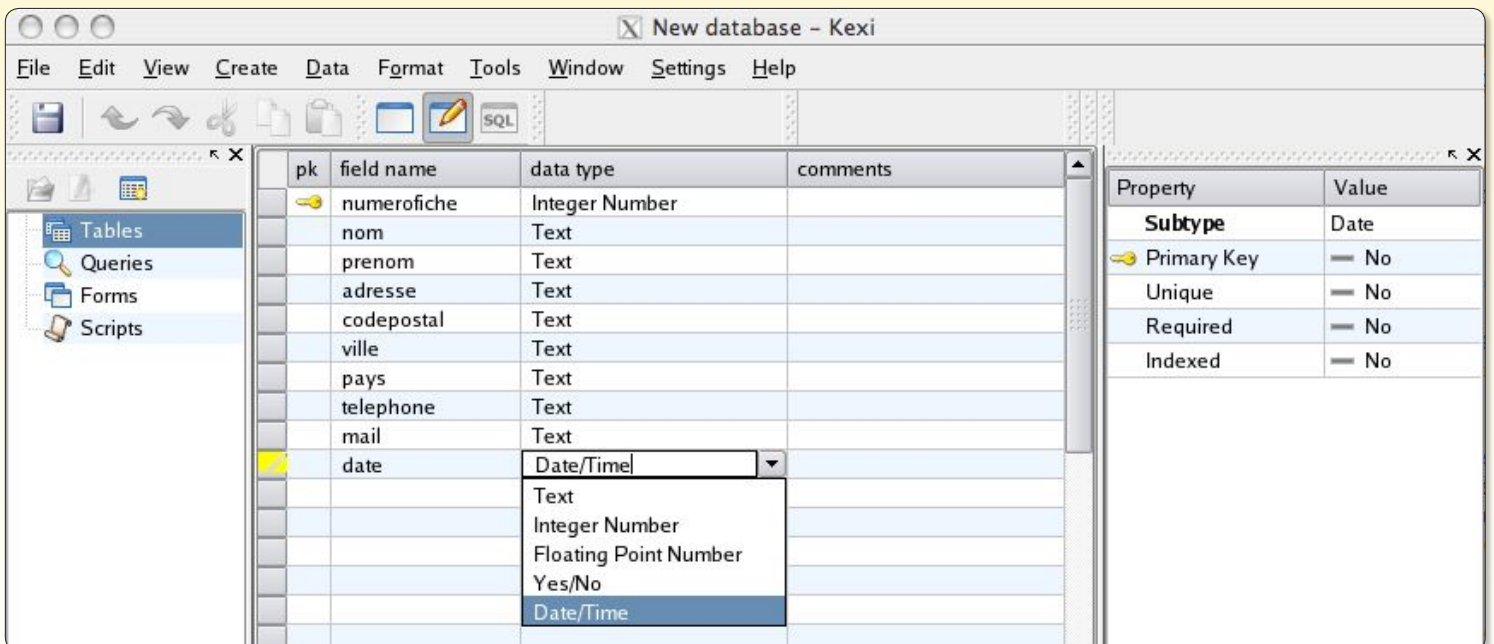 New database – Kexi
File Edit View Create Data Format Tools Window Settings Help
SQL
Tables
Queries
Forms
Scripts
pk field name data type comments
numerofiche Integer Number
nom Text
prenom Text
adresse Text
codepostal Text
ville Text
pays Text
telephone Text
mail Text
date Date/Time
Text
Integer Number
Floating Point Number
Yes/No
Date/Time
Property Value
Subtype Date
Primary Key No
Unique No
Required No
Indexed No